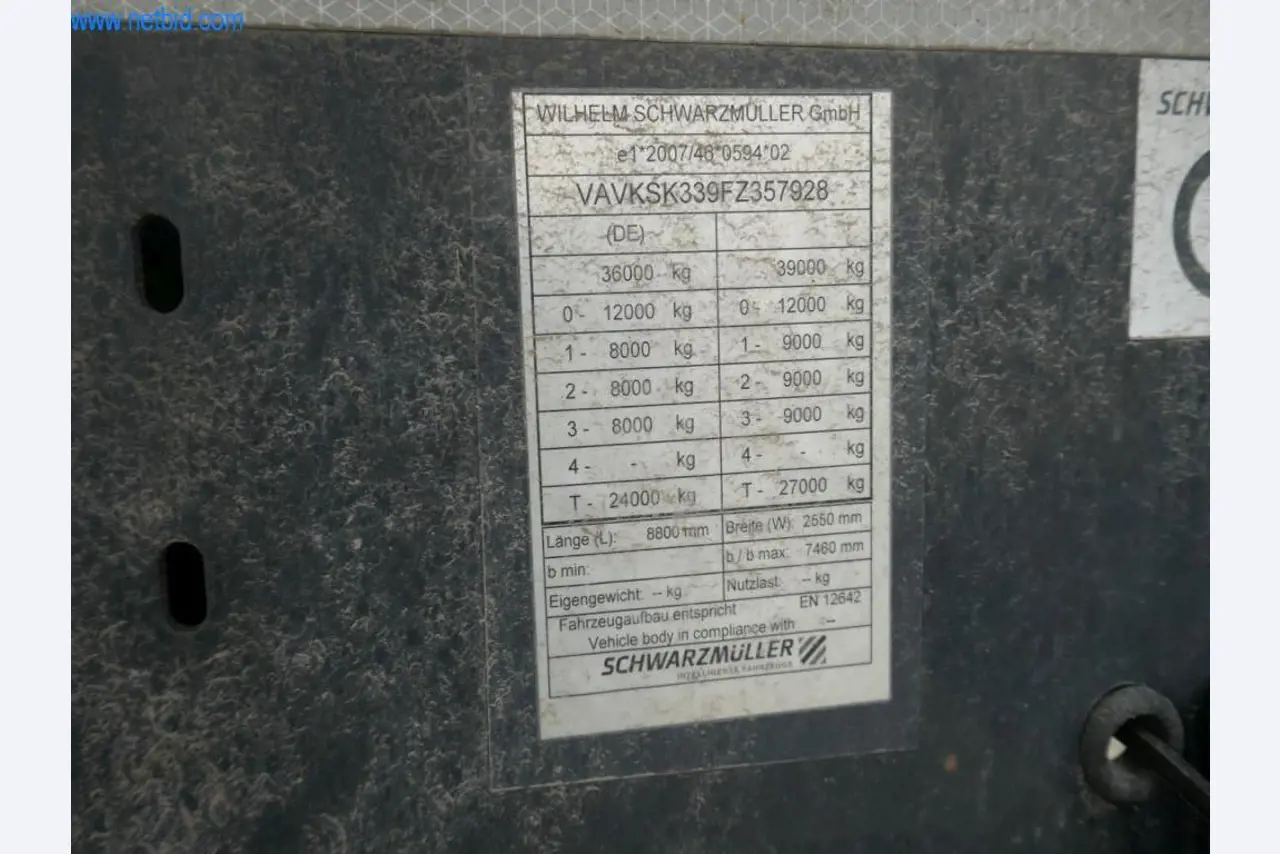 www.netbid.com
WILHELM SCHWARZMÜLLER GmbH
e1*2007/46*0594*02
VAVKSK339FZ357928
(DE)
36000 kg 39000 kg
0 - 12000 kg 0 - 12000 kg
1 - 8000 kg 1 - 9000 kg
2 - 8000 kg 2 - 9000 kg
3 - 8000 kg 3 - 9000 kg
4 - - kg 4 - - kg
T - 24000 kg T - 27000 kg
Länge (L): 8800 mm Breite (W): 2550 mm
b min: b / b max: 7460 mm
Eigengewicht: -- kg Nutzlast: -- kg
Fahrzeugaufbau entspricht EN 12642
Vehicle body in compliance with --
SCHWARZMÜLLER
INTELLIGENTE FAHRZEUGE
SCHW